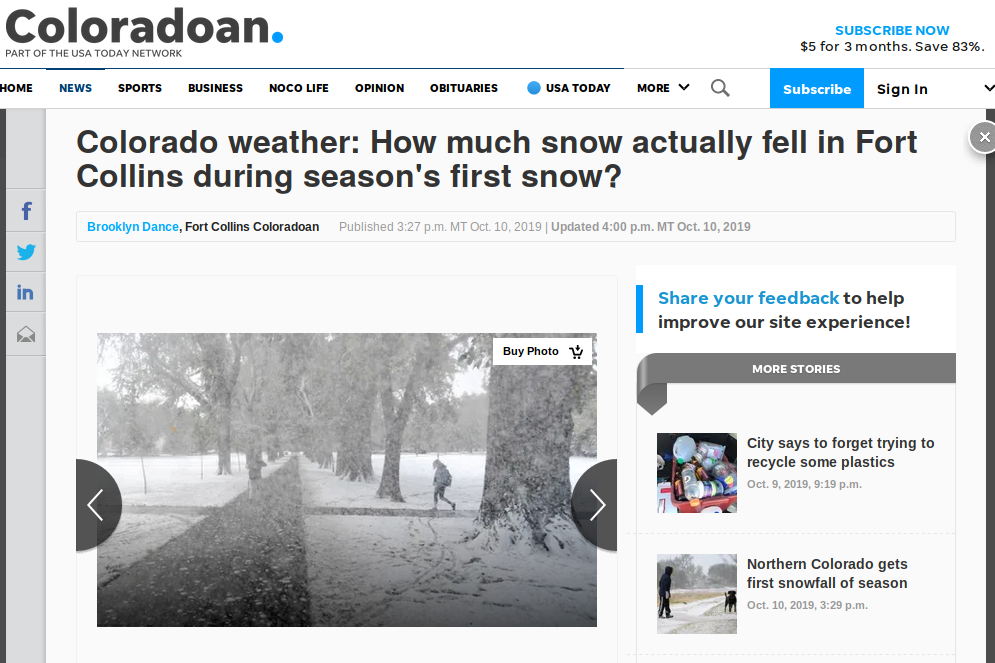 Coloradoan.
PART OF THE USA TODAY NETWORK
SUBSCRIBE NOW
$5 for 3 months. Save 83%.
HOME NEWS SPORTS BUSINESS NOCO LIFE OPINION OBITUARIES USA TODAY MORE Subscribe Sign In
Colorado weather: How much snow actually fell in Fort
Collins during season's first snow?
Brooklyn Dance, Fort Collins Coloradoan Published 3:27 p.m. MT Oct. 10, 2019 | Updated 4:00 p.m. MT Oct. 10, 2019
Buy Photo
Share your feedback to help
improve our site experience!
MORE STORIES
City says to forget trying to
recycle some plastics
Oct. 9, 2019, 9:19 p.m.
Northern Colorado gets
first snowfall of season
Oct. 10, 2019, 3:29 p.m.